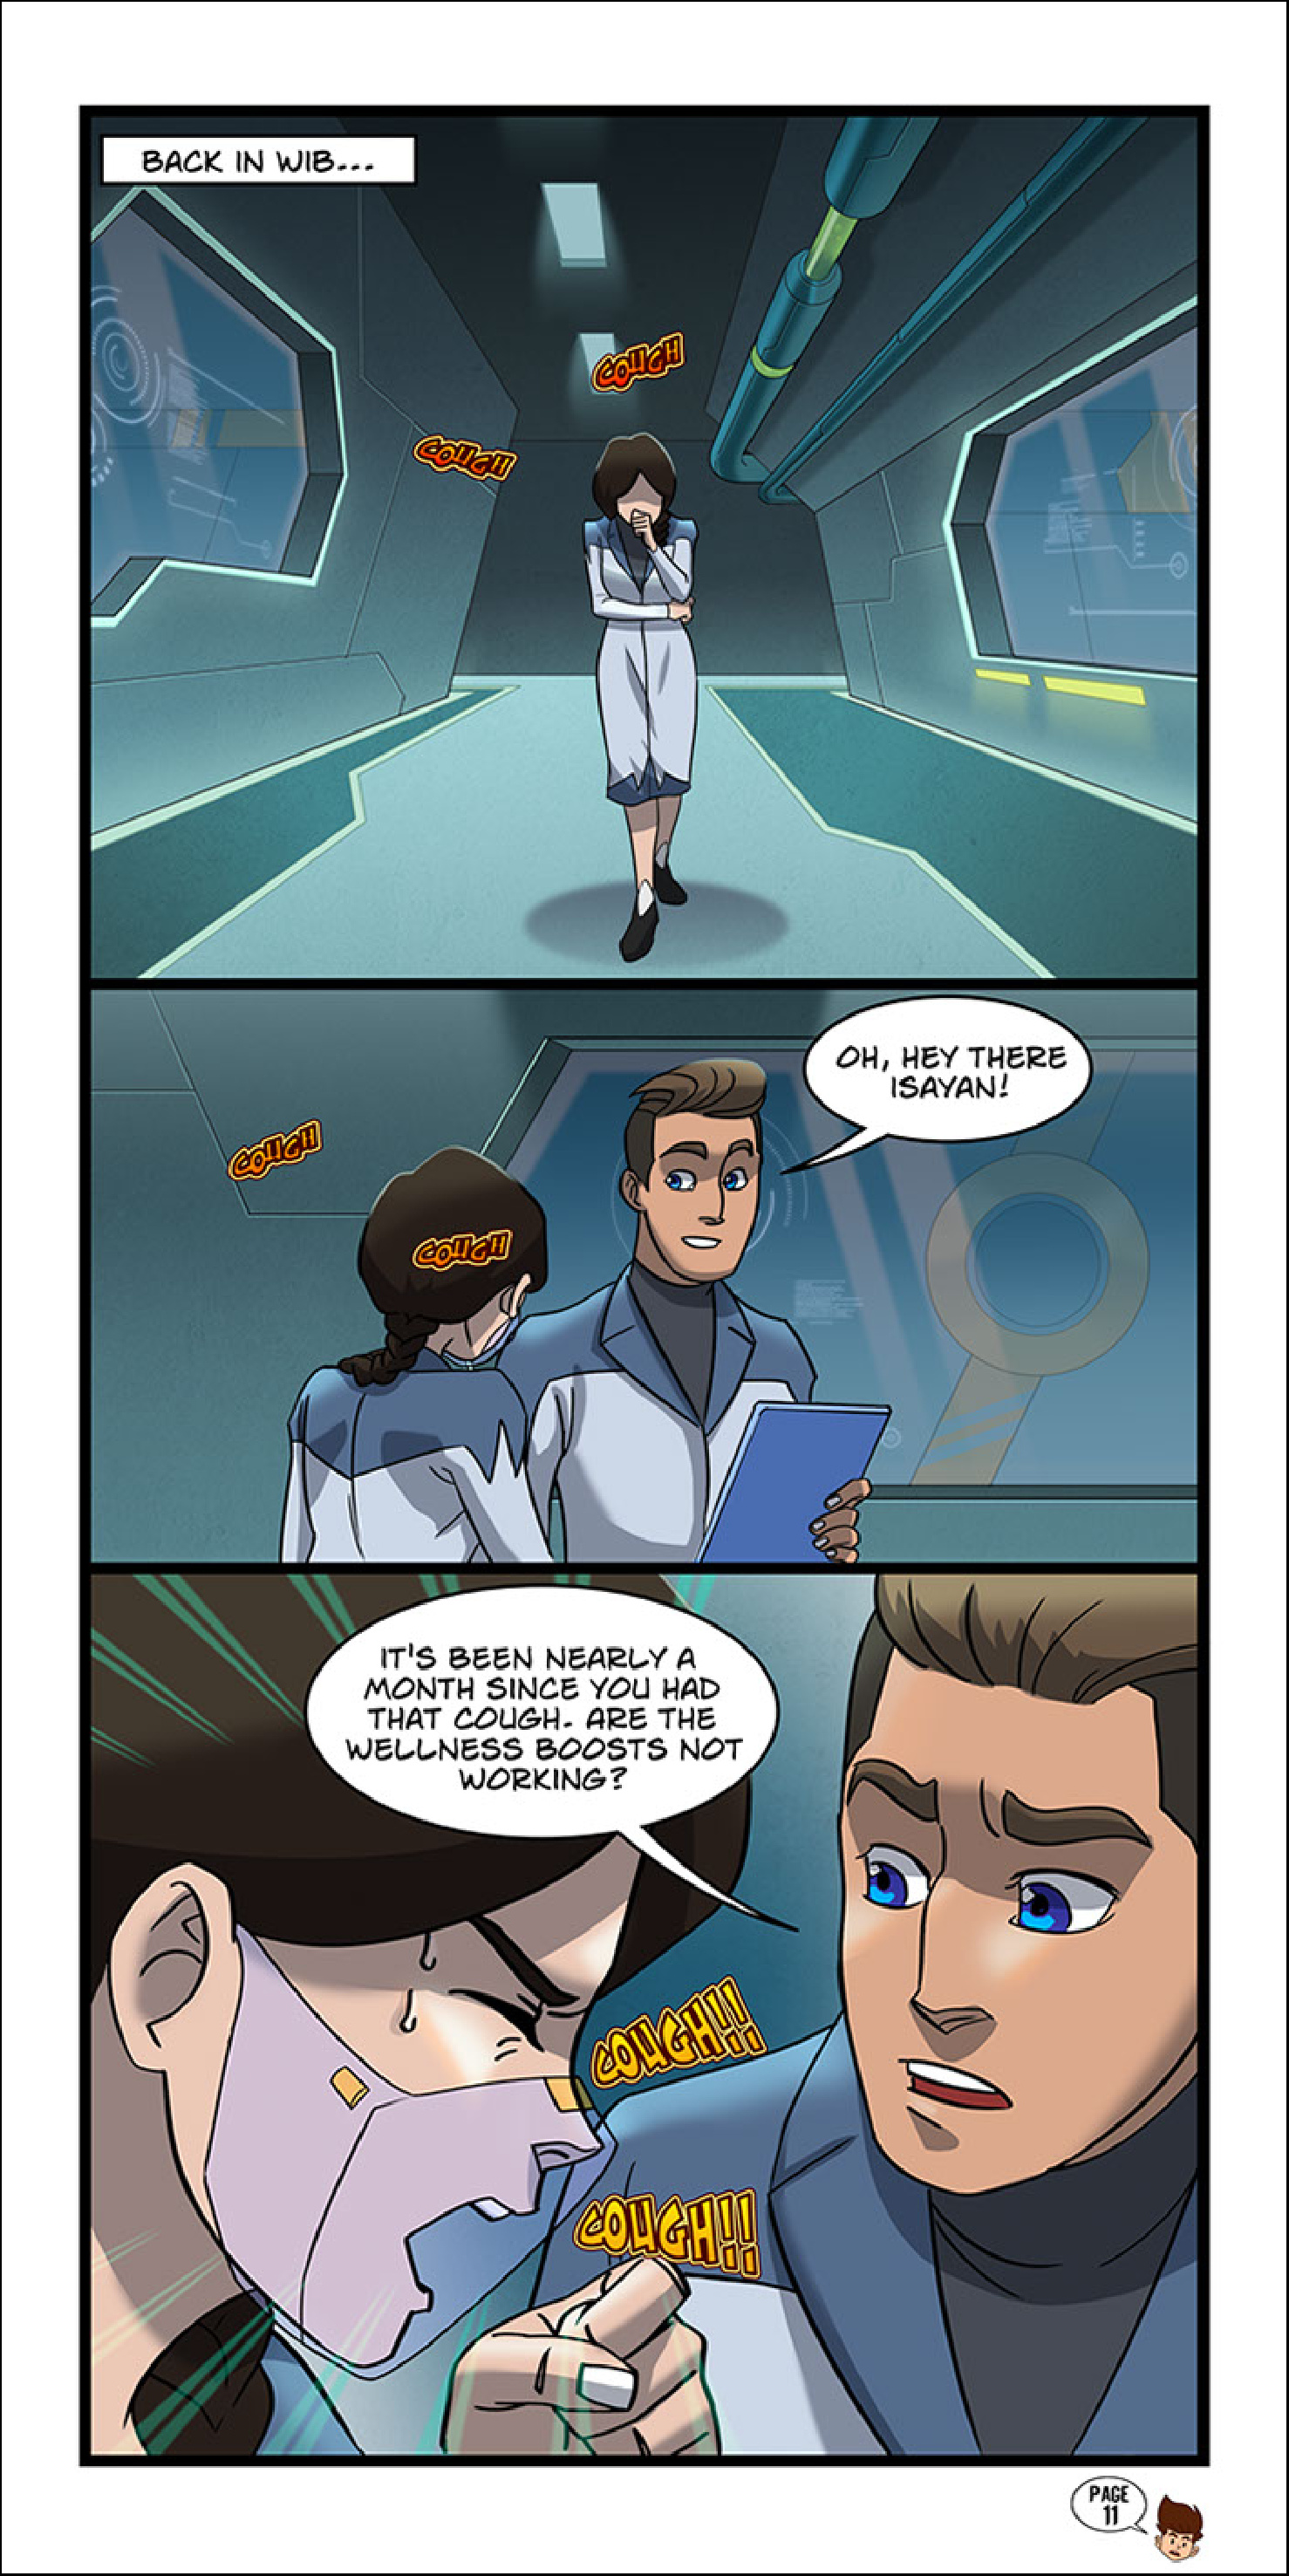 BACK IN WIB...
COUGH
COUGH
OH, HEY THERE
ISAYAN!
COUGH
COUGH
IT'S BEEN NEARLY A
MONTH SINCE YOU HAD
THAT COUGH. ARE THE
WELLNESS BOOSTS NOT
WORKING?
COUGH!!
COUGH!!
PAGE
11